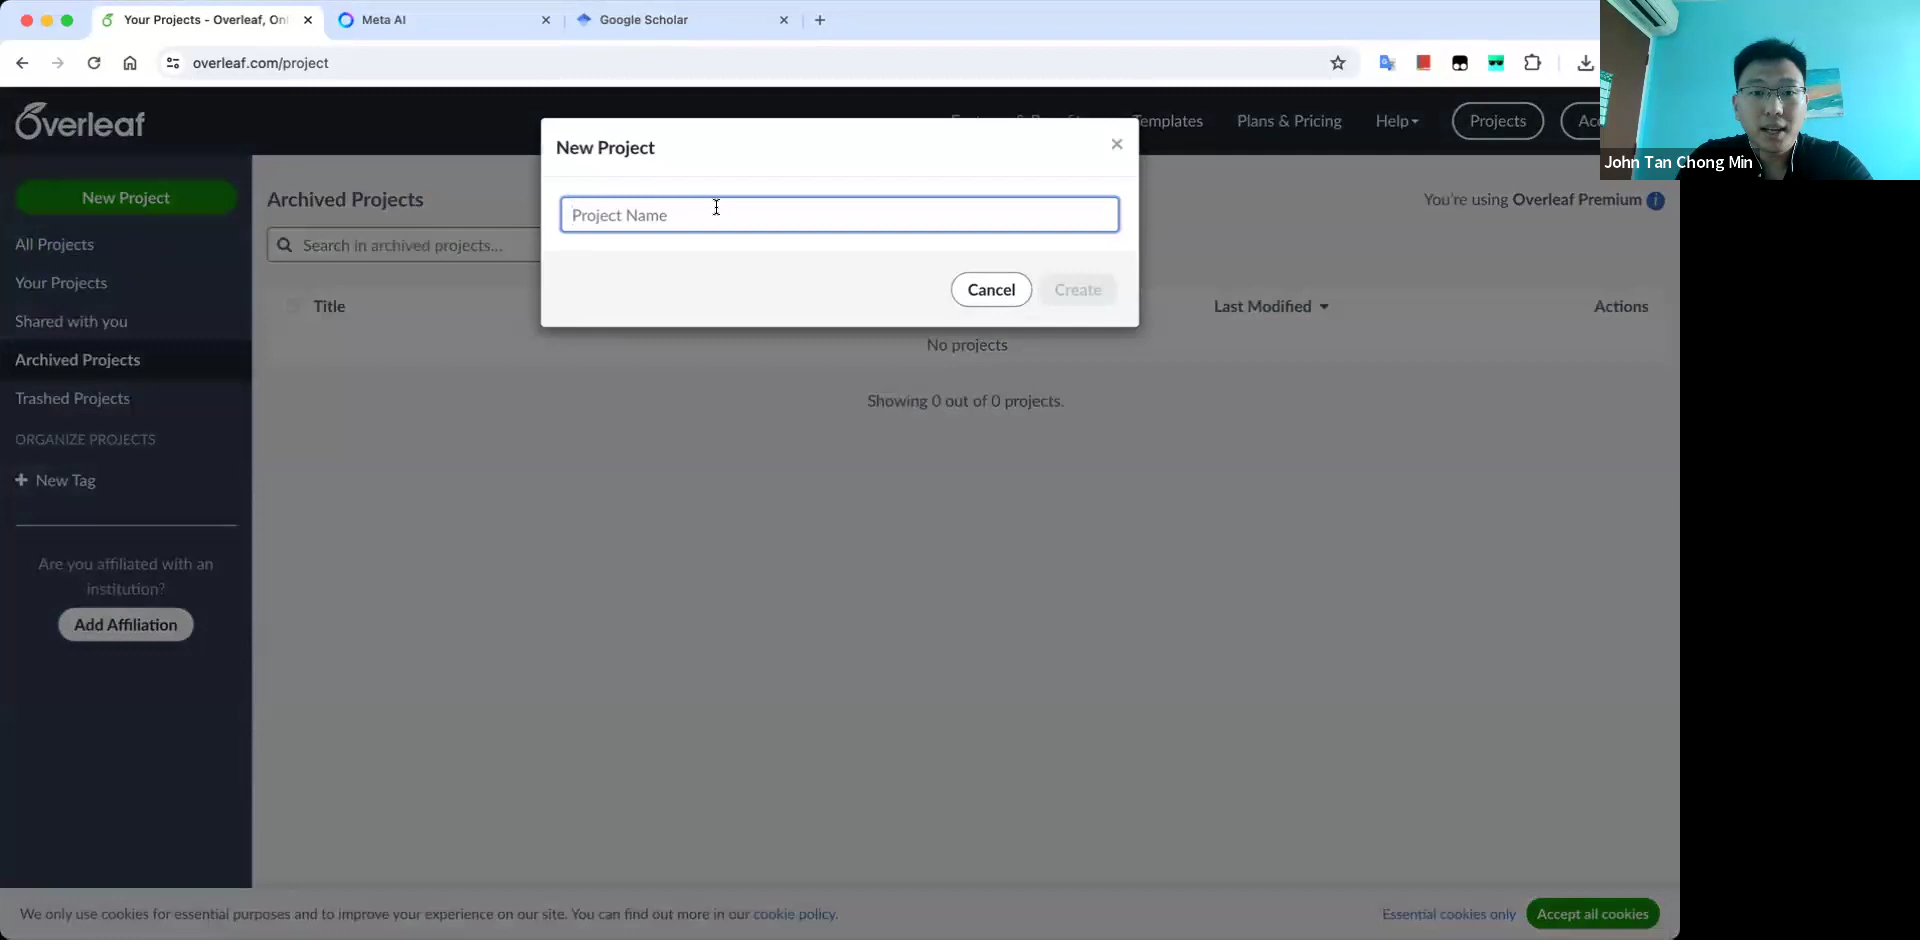 Your Projects - Overleaf, Onl
Meta AI
Google Scholar
overleaf.com/project
Overleaf
Templates
Plans & Pricing
Help
Projects
John Tan Chong Min
New Project
Project Name
Cancel
Create
New Project
All Projects
Your Projects
Shared with you
Archived Projects
Trashed Projects
ORGANIZE PROJECTS
New Tag
Are you affiliated with an
institution?
Add Affiliation
Archived Projects
You're using Overleaf Premium
Search in archived projects...
Title
Last Modified
Actions
No projects
Showing 0 out of 0 projects.
We only use cookies for essential purposes and to improve your experience on our site. You can find out more in our cookie policy.
Essential cookies only
Accept all cookies